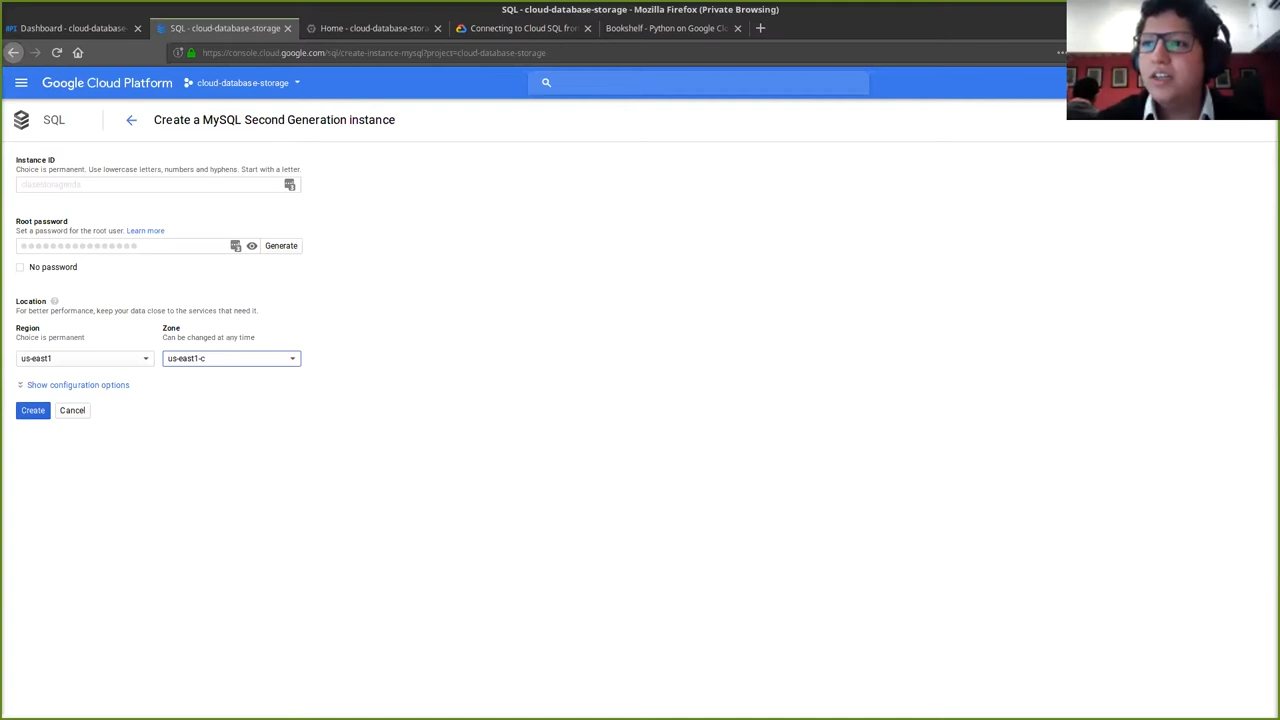 SQL - cloud-database-storage - Mozilla Firefox (Private Browsing)
API Dashboard - cloud-database- SQL - cloud-database-storage Home - cloud-database-stora Connecting to Cloud SQL from Bookshelf - Python on Google Cl
https://console.cloud.google.com/sql/create-instance-mysql?project=cloud-database-storage
Google Cloud Platform cloud-database-storage
SQL Create a MySQL Second Generation instance
Instance ID
Choice is permanent. Use lowercase letters, numbers and hyphens. Start with a letter.
Root password
Set a password for the root user. Learn more
Generate
No password
Location
For better performance, keep your data close to the services that need it.
Region Zone
Choice is permanent Can be changed at any time
us-east1 us-east1-c
Show configuration options
Create Cancel